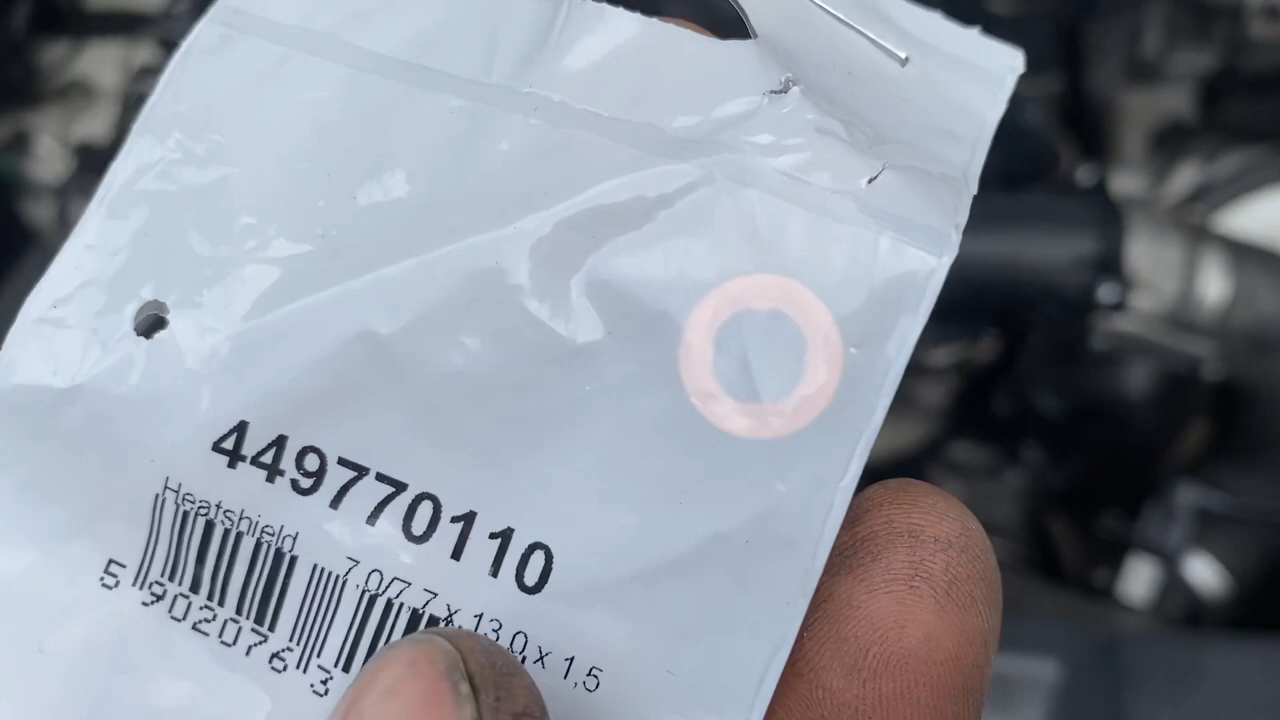 449770110
Heatshield
7,0/7,7 x 13,0 x 1,5
5 902076 3